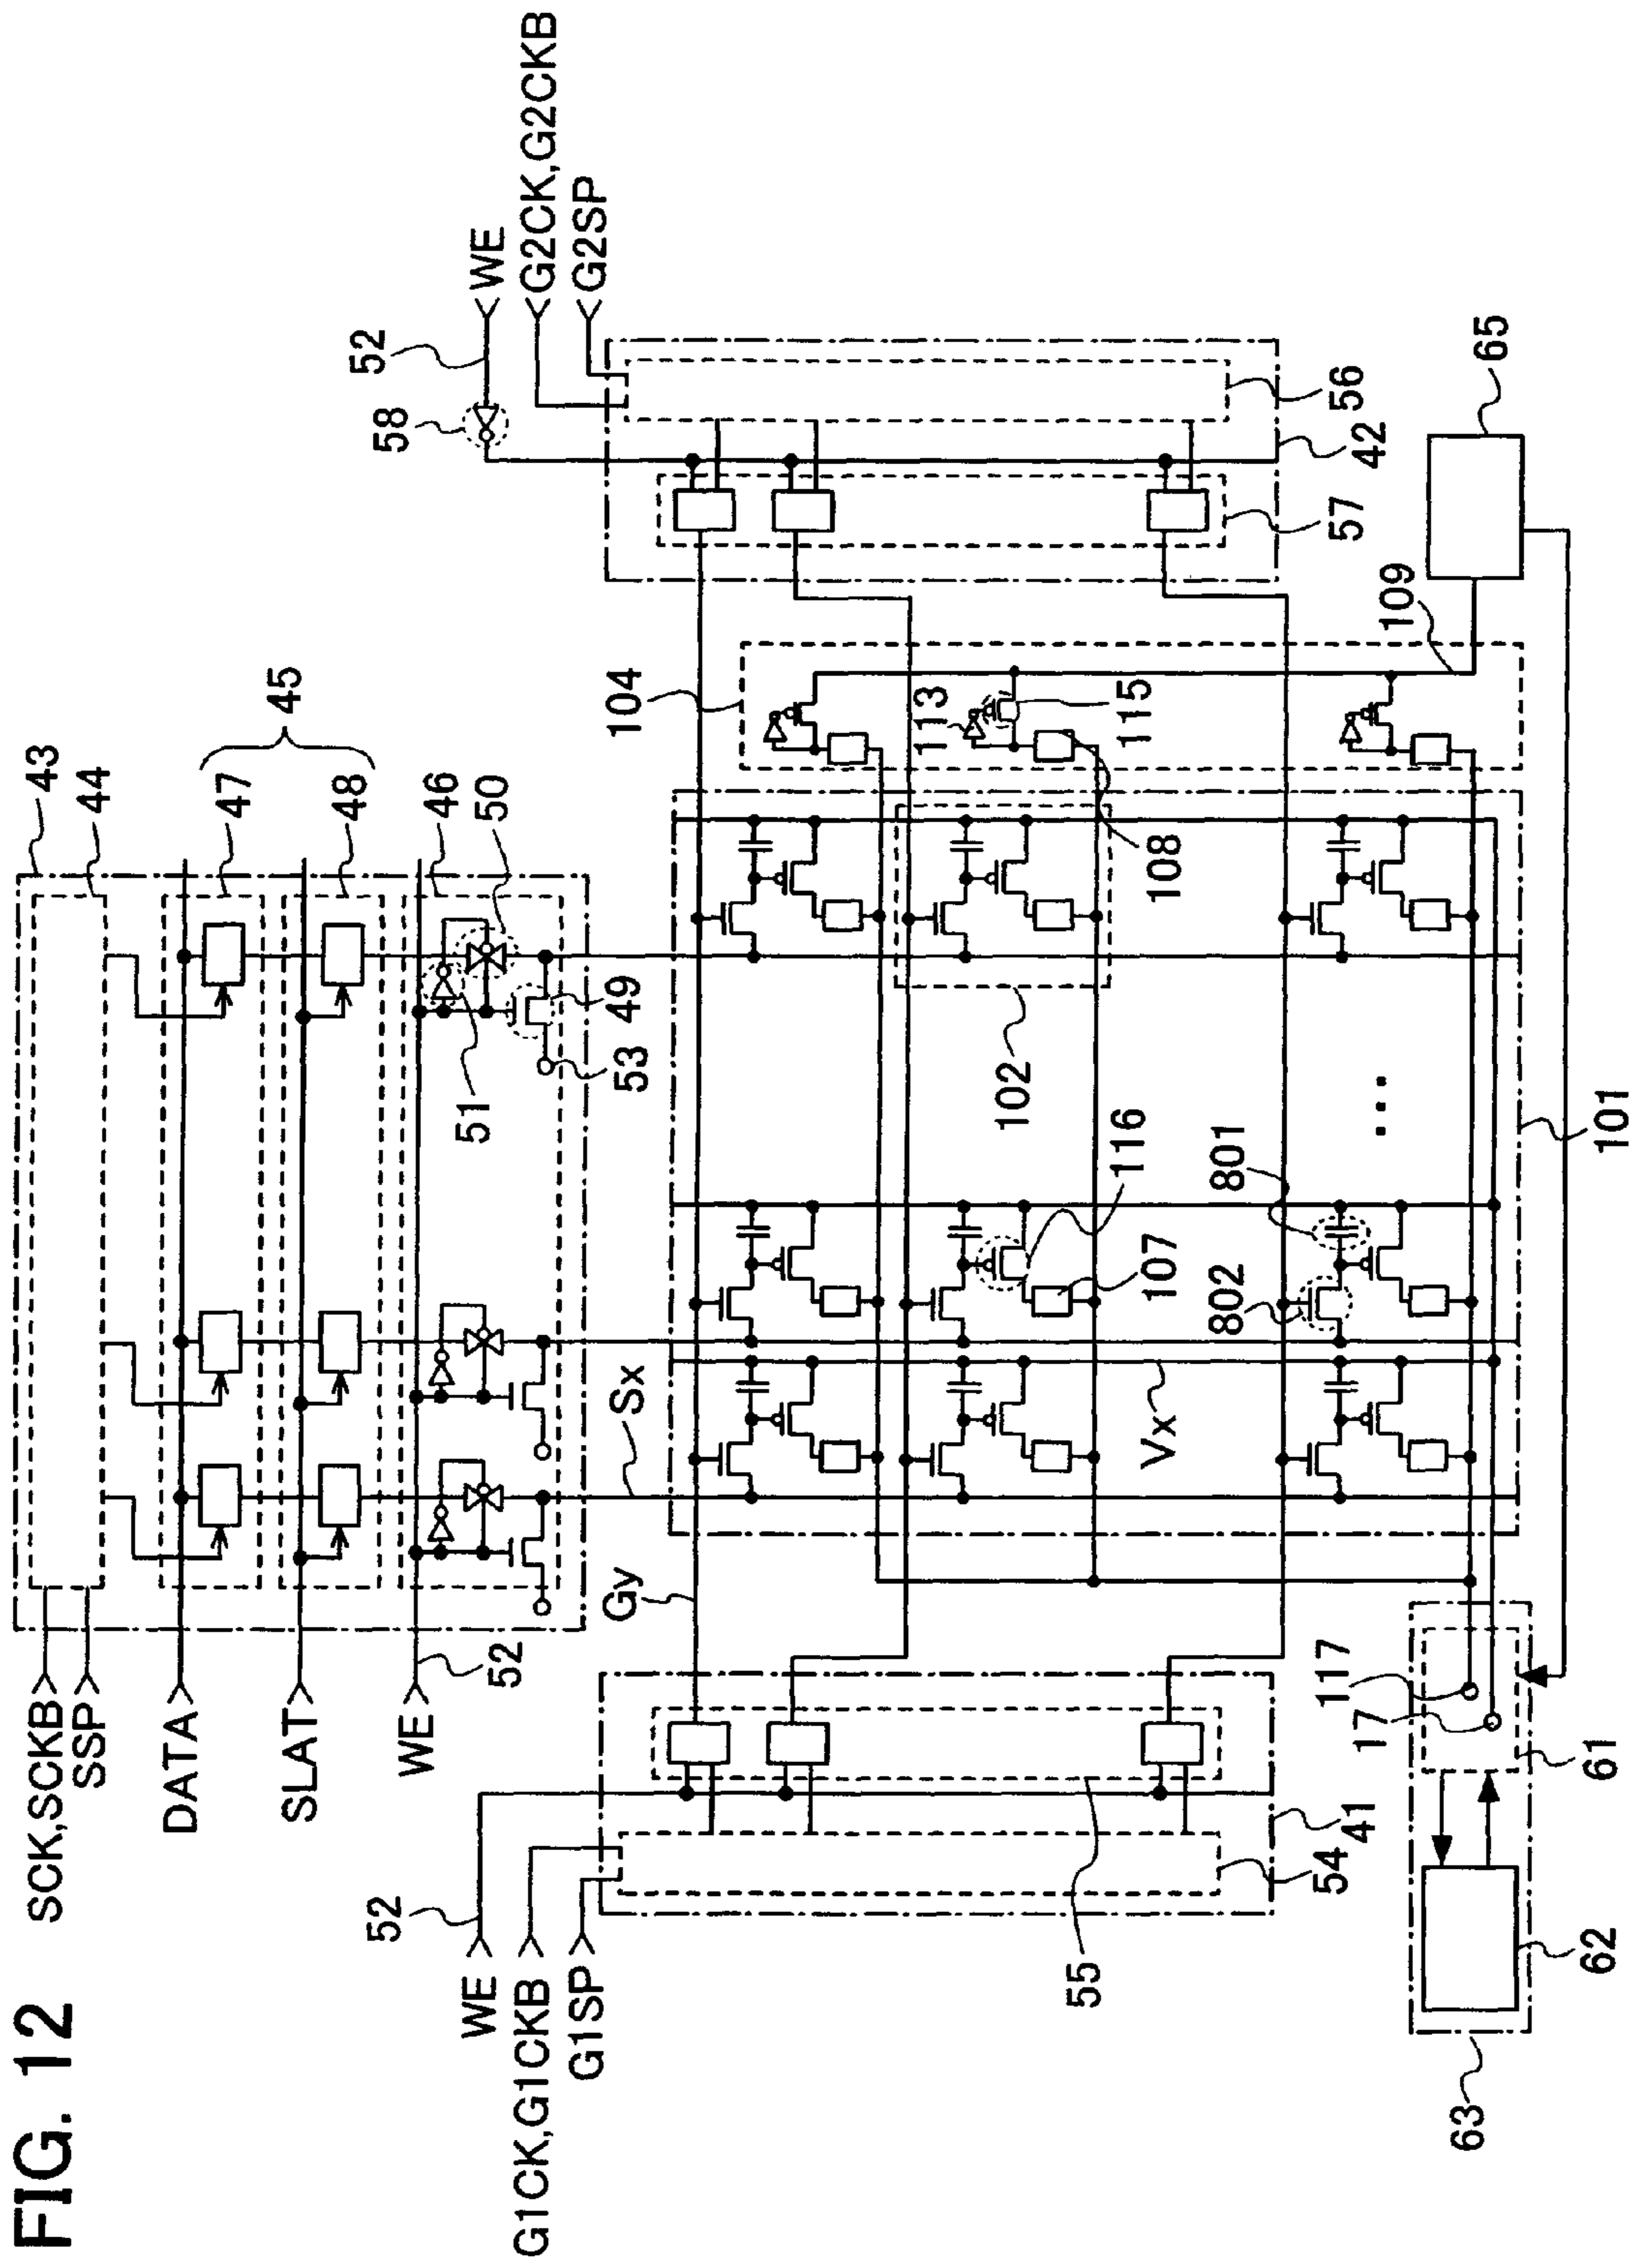 FIG. 12
SCK,SCKB
SSP
DATA
SLAT
WE
52
43
44
45
47
48
46
50
51
49
53
52
WE
G1CK,G1CKB
G1SP
52
58
WE
G2CK,G2CKB
G2SP
Gy
Sx
104
113
115
108
102
116
107
801
802
Vx
101
109
65
56
42
57
55
54
41
117
17
61
62
63